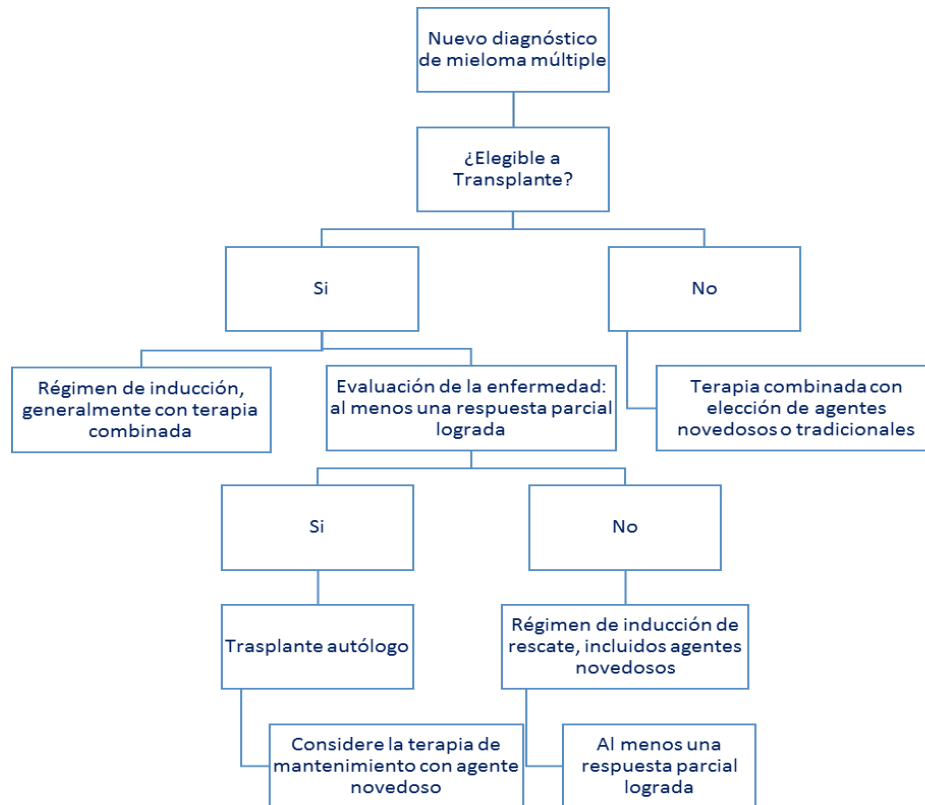 Nuevo diagnóstico
de mieloma múltiple
¿Elegible a
Transplante?
Si
No
Régimen de inducción,
generalmente con terapia
combinada
Evaluación de la enfermedad:
al menos una respuesta parcial
lograda
Terapia combinada con
elección de agentes
novedosos o tradicionales
Si
No
Trasplante autólogo
Régimen de inducción de
rescate, incluidos agentes
novedosos
Considere la terapia de
mantenimiento con agente
novedoso
Al menos una
respuesta parcial
lograda